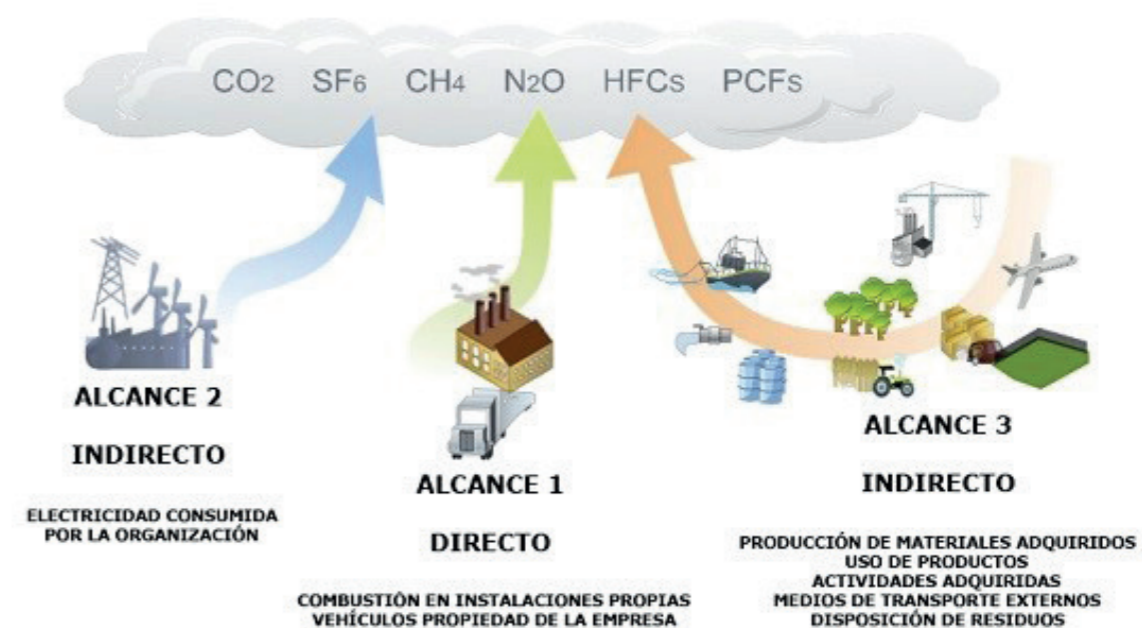 CO2 SF6 CH4 N2O HFCS PCFS
ALCANCE 2
INDIRECTO
ELECTRICIDAD CONSUMIDA
POR LA ORGANIZACIÓN
ALCANCE 1
DIRECTO
COMBUSTIÓN EN INSTALACIONES PROPIAS
VEHÍCULOS PROPIEDAD DE LA EMPRESA
ALCANCE 3
INDIRECTO
PRODUCCIÓN DE MATERIALES ADQUIRIDOS
USO DE PRODUCTOS
ACTIVIDADES ADQUIRIDAS
MEDIOS DE TRANSPORTE EXTERNOS
DISPOSICIÓN DE RESIDUOS